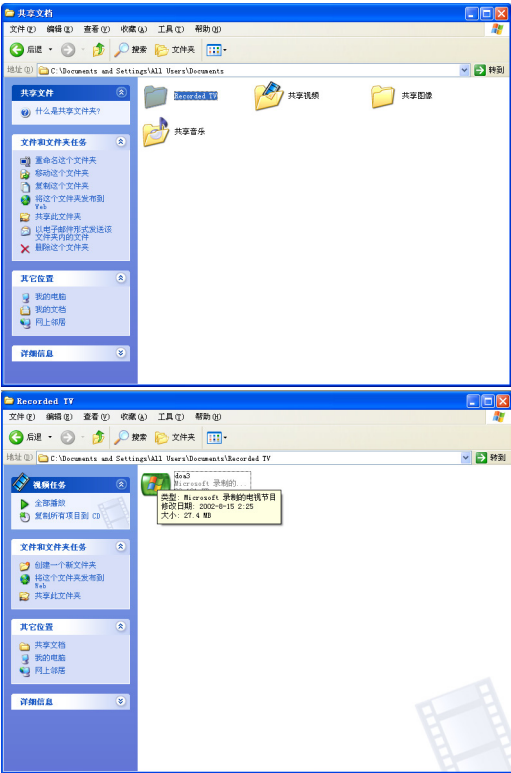 共享文档
文件(F) 编辑(E) 查看(V) 收藏(A) 工具(T) 帮助(H)
后退 搜索 文件夹
地址(D) C:\Documents and Settings\All Users\Documents 转到
共享文件
什么是共享文件夹?
文件和文件夹任务
重命名这个文件夹
移动这个文件夹
复制这个文件夹
将这个文件夹发布到
Web
共享此文件夹
以电子邮件形式发送该
文件夹内的文件
删除这个文件夹
其它位置
我的电脑
我的文档
网上邻居
详细信息
Recorded TV 共享视频 共享图像
共享音乐
Recorded TV
文件(F) 编辑(E) 查看(V) 收藏(A) 工具(T) 帮助(H)
后退 搜索 文件夹
地址(D) C:\Documents and Settings\All Users\Documents\Recorded TV 转到
视频任务
全部播放
复制所有项目到 CD
文件和文件夹任务
创建一个新文件夹
将这个文件夹发布到
Web
共享此文件夹
其它位置
共享文档
我的电脑
网上邻居
详细信息
doa3
Microsoft 录制的...
类型: Microsoft 录制的电视节目
修改日期: 2002-8-15 2:25
大小: 27.4 MB